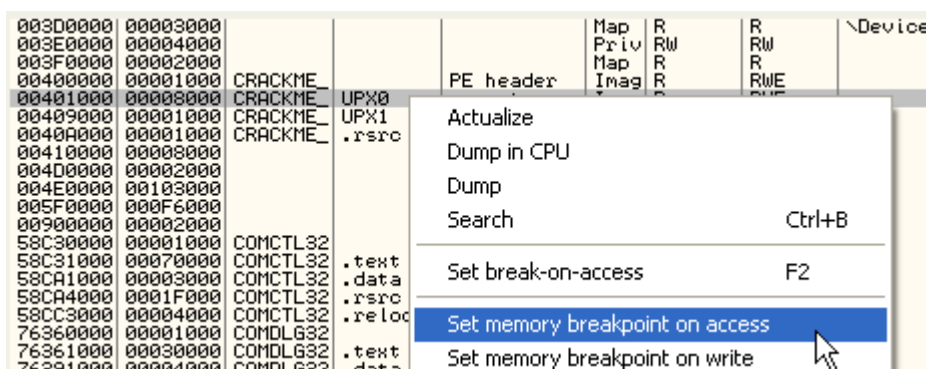 003D0000 00003000 Map R R \Device
003E0000 00004000 Priv RW RW
003F0000 00002000 Map R R
00400000 00001000 CRACKME_ PE header Imag R RWE
00401000 00008000 CRACKME_ UPX0
00409000 00001000 CRACKME_ UPX1
0040A000 00001000 CRACKME_ .rsrc
00410000 00008000
004D0000 00002000
004E0000 00103000
005F0000 000F6000
00900000 00002000
58C30000 00001000 COMCTL32
58C31000 00070000 COMCTL32 .text
58CA1000 00003000 COMCTL32 .data
58CA4000 0001F000 COMCTL32 .rsrc
58CC3000 00004000 COMCTL32 .reloc
76360000 00001000 COMDLG32
76361000 00030000 COMDLG32 .text
76391000 00004000 COMDLG32 .data
Actualize
Dump in CPU
Dump
Search Ctrl+B
Set break-on-access F2
Set memory breakpoint on access
Set memory breakpoint on write